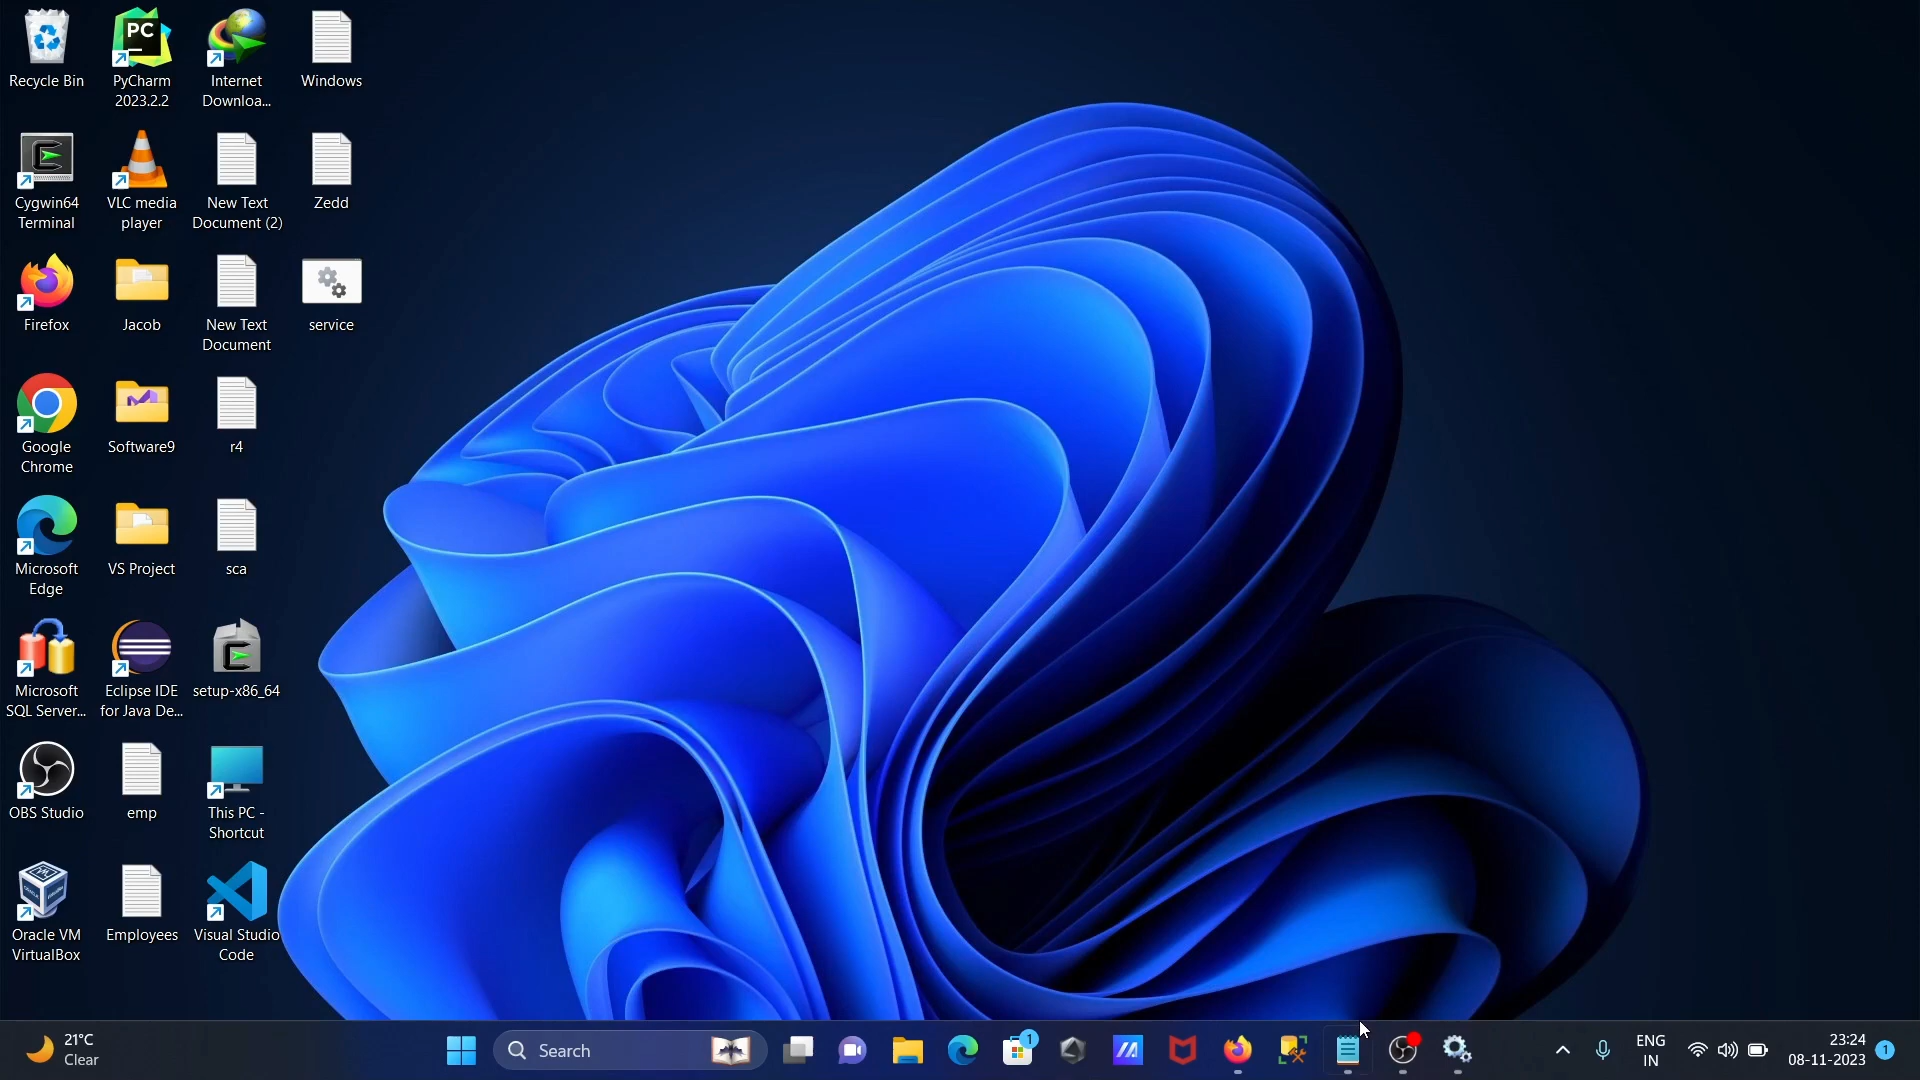 Recycle Bin
PyCharm
2023.2.2
Internet
Downloa...
Windows
Cygwin64
Terminal
VLC media
player
New Text
Document (2)
Zedd
Firefox
Jacob
New Text
Document
service
Google
Chrome
Software9
r4
Microsoft
Edge
VS Project
sca
Microsoft
SQL Server...
Eclipse IDE
for Java De...
setup-x86_64
OBS Studio
emp
This PC -
Shortcut
Oracle VM
VirtualBox
Employees
Visual Studio
Code
21°C
Clear
Search
1
ENG
IN
23:24
08-11-2023
1